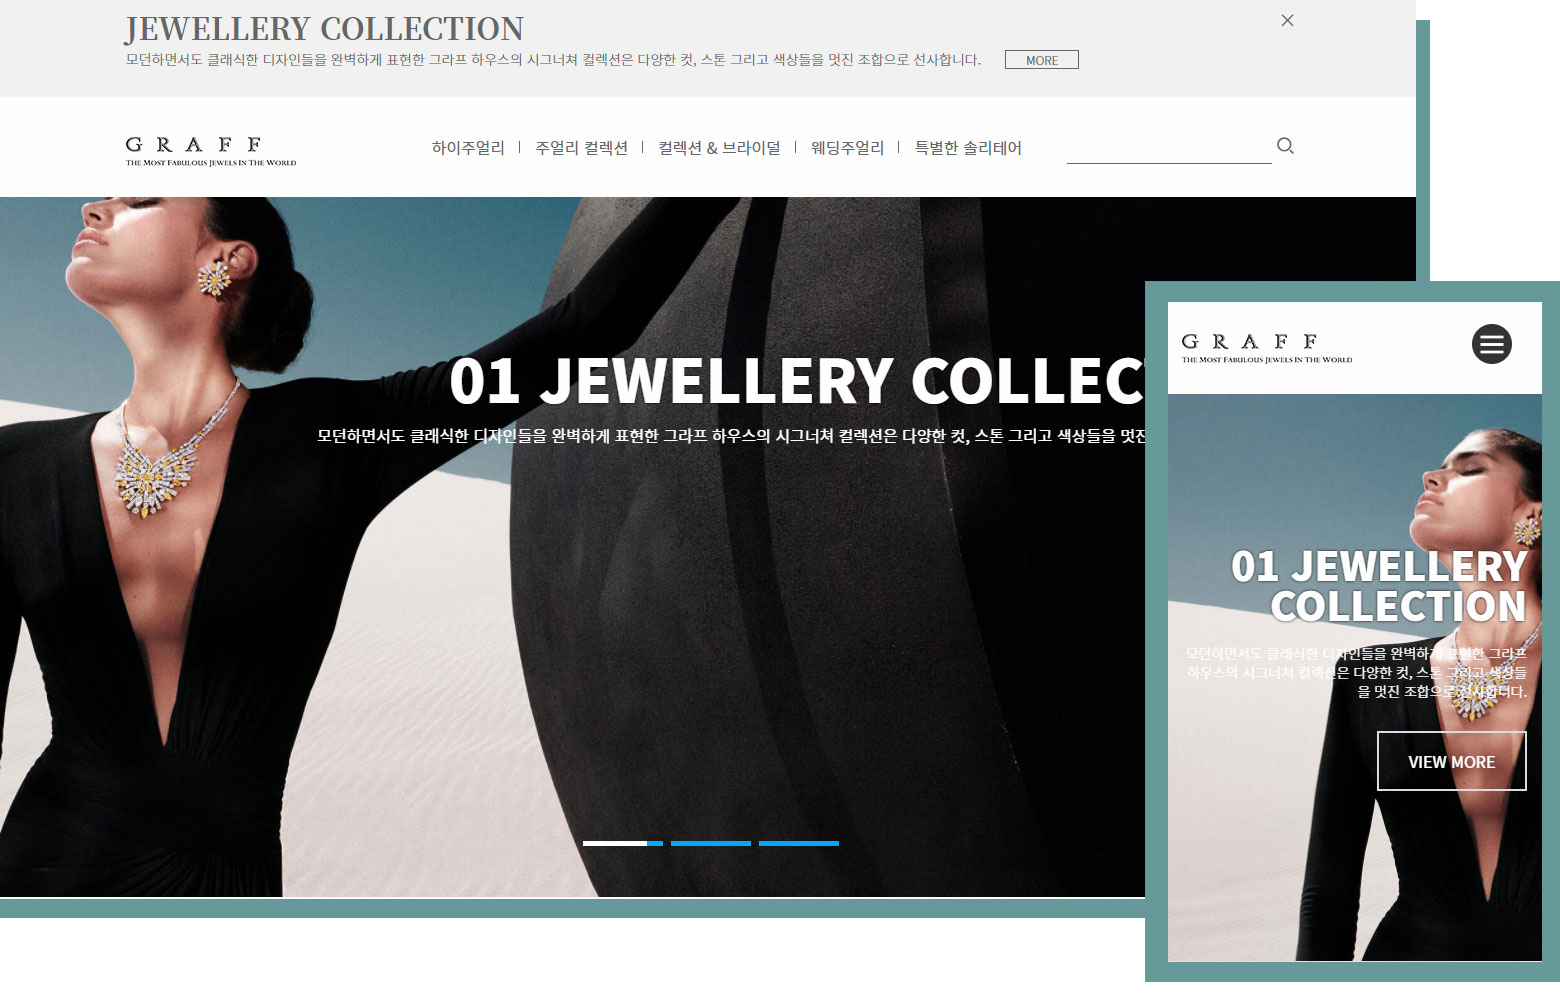 JEWELLERY COLLECTION
모던하면서도 클래식한 디자인들을 완벽하게 표현한 그라프 하우스의 시그너쳐 컬렉션은 다양한 컷, 스톤 그리고 색상들을 멋진 조합으로 선사합니다.
MORE
GRAFF
THE MOST FABULOUS JEWELS IN THE WORLD
하이주얼리 | 주얼리 컬렉션 | 컬렉션 & 브라이덜 | 웨딩주얼리 | 특별한 솔리테어
01 JEWELLERY COLLEC
모던하면서도 클래식한 디자인들을 완벽하게 표현한 그라프 하우스의 시그너쳐 컬렉션은 다양한 컷, 스톤 그리고 색상들을 멋진
GRAFF
THE MOST FABULOUS JEWELS IN THE WORLD
01 JEWELLERY
COLLECTION
모던하면서도 클래식한 디자인들을 완벽하게 표현한 그라프
하우스의 시그너쳐 컬렉션은 다양한 컷, 스톤 그리고 색상들
을 멋진 조합으로 선사합니다.
VIEW MORE